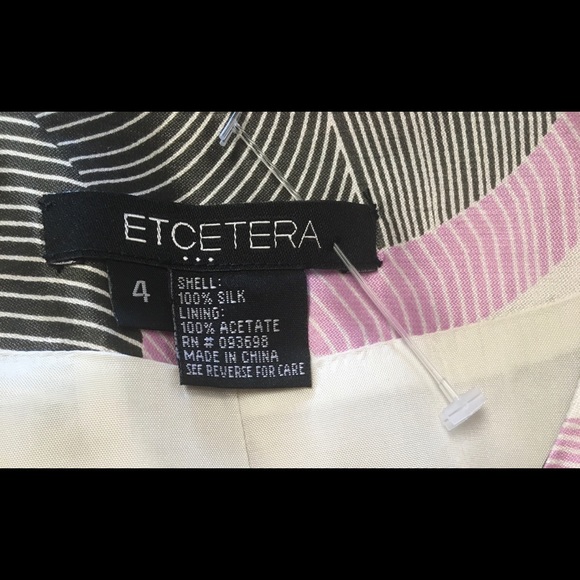 ETCETERA
...
4
SHELL:
100% SILK
LINING:
100% ACETATE
RN# 093698
MADE IN CHINA
SEE REVERSE FOR CARE